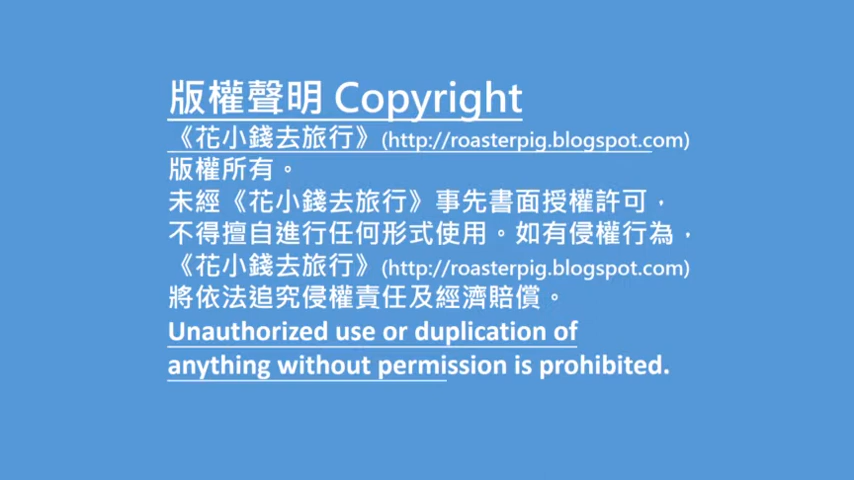 版權聲明 Copyright
《花小錢去旅行》(http://roasterpig.blogspot.com)
版權所有。
未經《花小錢去旅行》事先書面授權許可，
不得擅自進行任何形式使用。如有侵權行為，
《花小錢去旅行》(http://roasterpig.blogspot.com)
將依法追究侵權責任及經濟賠償。
Unauthorized use or duplication of
anything without permission is prohibited.